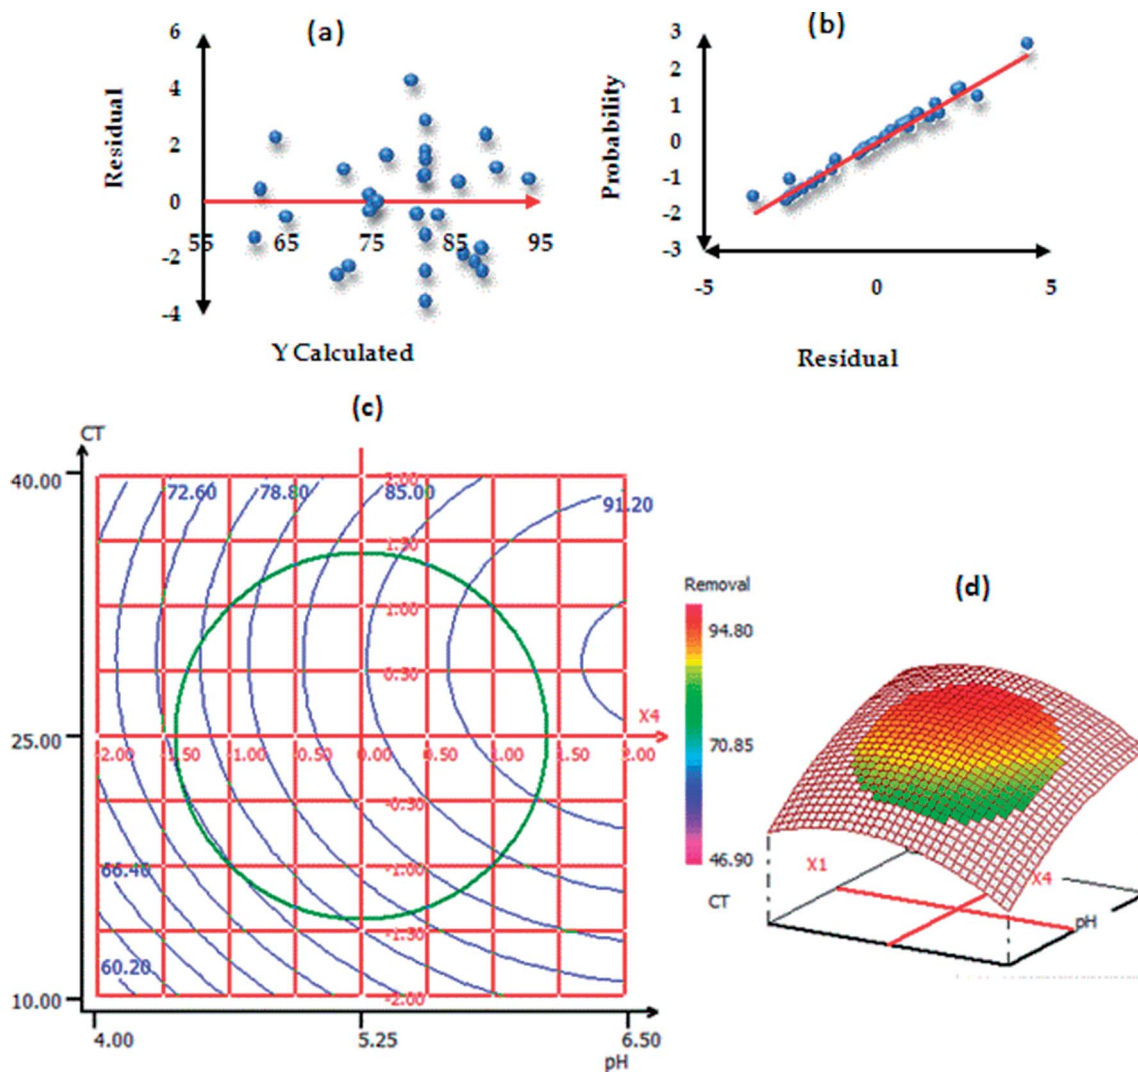 (a)
6
4
2
0
-2
-4
Residual
55 65 75 85 95
Y Calculated
(b)
3
2
1
0
-1
-2
-3
Probability
-5 0 5
Residual
(c)
CT
40.00
25.00
10.00
72.60 78.80 85.00 91.20
66.40
60.20
2.00
1.50
1.00
0.50
X4
-2.00 -1.50 -1.00 -0.50 0.00 0.50 1.00 1.50 2.00
-0.50
-1.00
-1.50
-2.00
4.00 5.25 6.50
pH
(d)
Removal
94.80
70.85
46.90
CT
X1
X4
pH